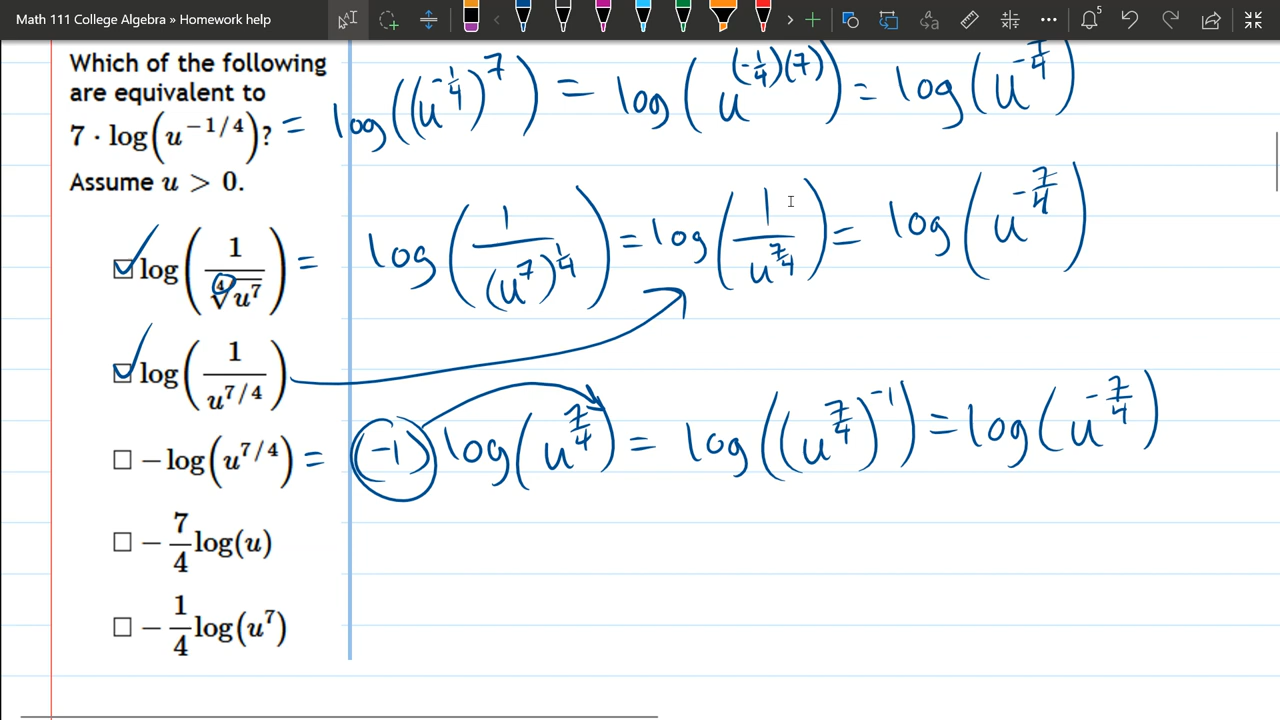 Math 111 College Algebra » Homework help
5
Which of the following
are equivalent to
7 · log(u^(−1/4))? = log((u^(-1/4))^7) = log(u^((-1/4)(7))) = log(u^(-7/4))
Assume u > 0.
log(1/∜(u^7)) = log(1/(u^7)^(1/4)) = log(1/u^(7/4)) = log(u^(-7/4))
log(1/u^(7/4))
−log(u^(7/4)) = (-1) log(u^(7/4)) = log((u^(7/4))^(-1)) = log(u^(-7/4))
−7/4 log(u)
−1/4 log(u^7)